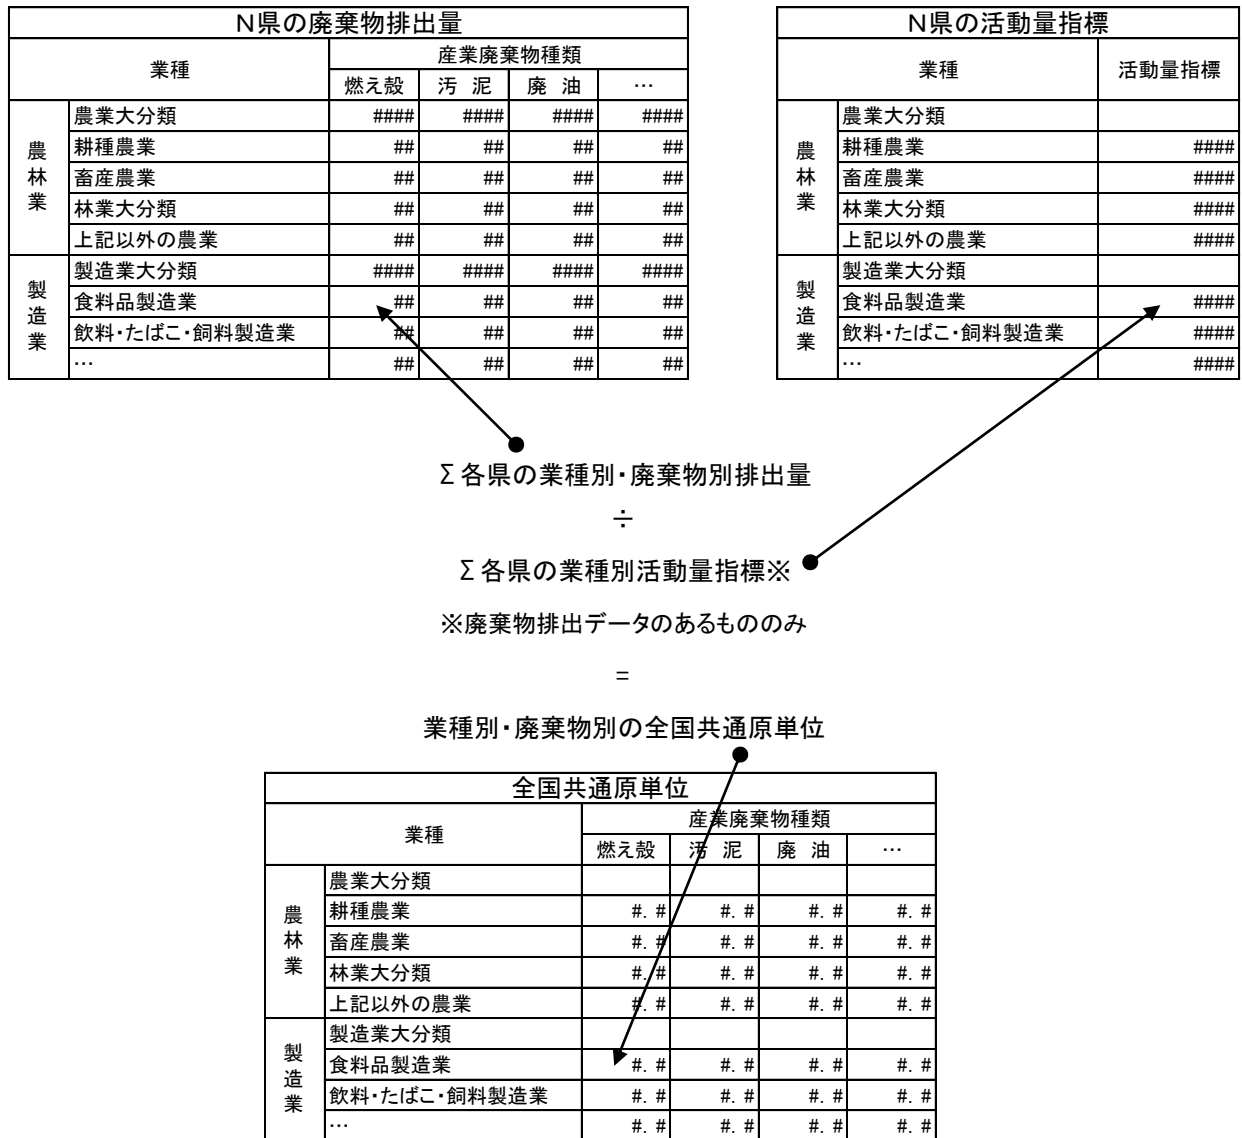 N県の廃棄物排出量
業種 産業廃棄物種類
燃え殻 汚 泥 廃 油 …
農林業
農業大分類 #### #### #### ####
耕種農業 ## ## ## ##
畜産農業 ## ## ## ##
林業大分類 ## ## ## ##
上記以外の農業 ## ## ## ##
製造業
製造業大分類 #### #### #### ####
食料品製造業 ## ## ## ##
飲料・たばこ・飼料製造業 ## ## ## ##
… ## ## ## ##
N県の活動量指標
業種 活動量指標
農林業
農業大分類
耕種農業 ####
畜産農業 ####
林業大分類 ####
上記以外の農業 ####
製造業
製造業大分類
食料品製造業 ####
飲料・たばこ・飼料製造業 ####
… ####
Σ各県の業種別・廃棄物別排出量
÷
Σ各県の業種別活動量指標※
※廃棄物排出データのあるもののみ
=
業種別・廃棄物別の全国共通原単位
全国共通原単位
業種 産業廃棄物種類
燃え殻 汚 泥 廃 油 …
農林業
農業大分類
耕種農業 #. # #. # #. # #. #
畜産農業 #. # #. # #. # #. #
林業大分類 #. # #. # #. # #. #
上記以外の農業 #. # #. # #. # #. #
製造業
製造業大分類
食料品製造業 #. # #. # #. # #. #
飲料・たばこ・飼料製造業 #. # #. # #. # #. #
… #. # #. # #. # #. #